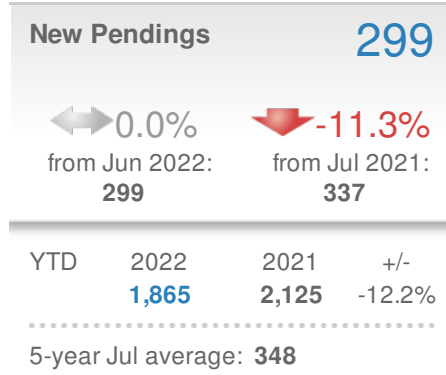 New Pendings 299
0.0% -11.3%
from Jun 2022: from Jul 2021:
299 337
YTD 2022 2021 +/-
1,865 2,125 -12.2%
5-year Jul average: 348